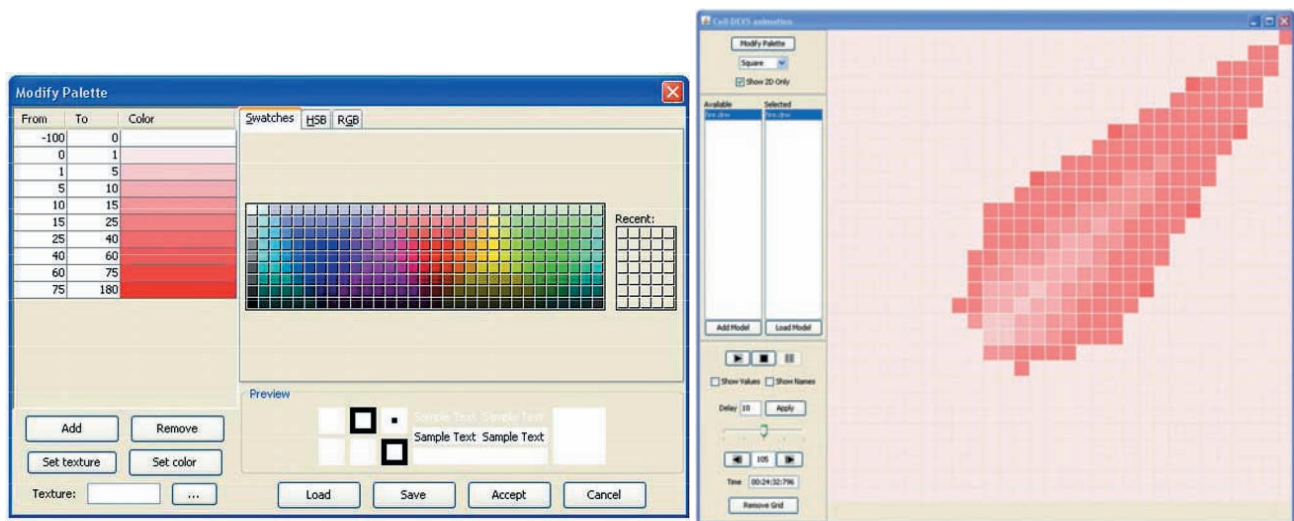 Modify Palette
From To Color
-100 0
0 1
1 5
5 10
10 15
15 25
25 40
40 60
60 75
75 180
Add Remove
Set texture Set color
Texture: ...
Swatches HSB RGB
Recent:
Preview
Sample Text Sample Text
Sample Text Sample Text
Load Save Accept Cancel
Cell-DEVS animation
Modify Palette
Square
Show 2D Only
Available Selected
fire.drw fire.drw
Add Model Load Model
Show Values Show Names
Delay 10 Apply
105
Time 00:24:32:796
Remove Grid